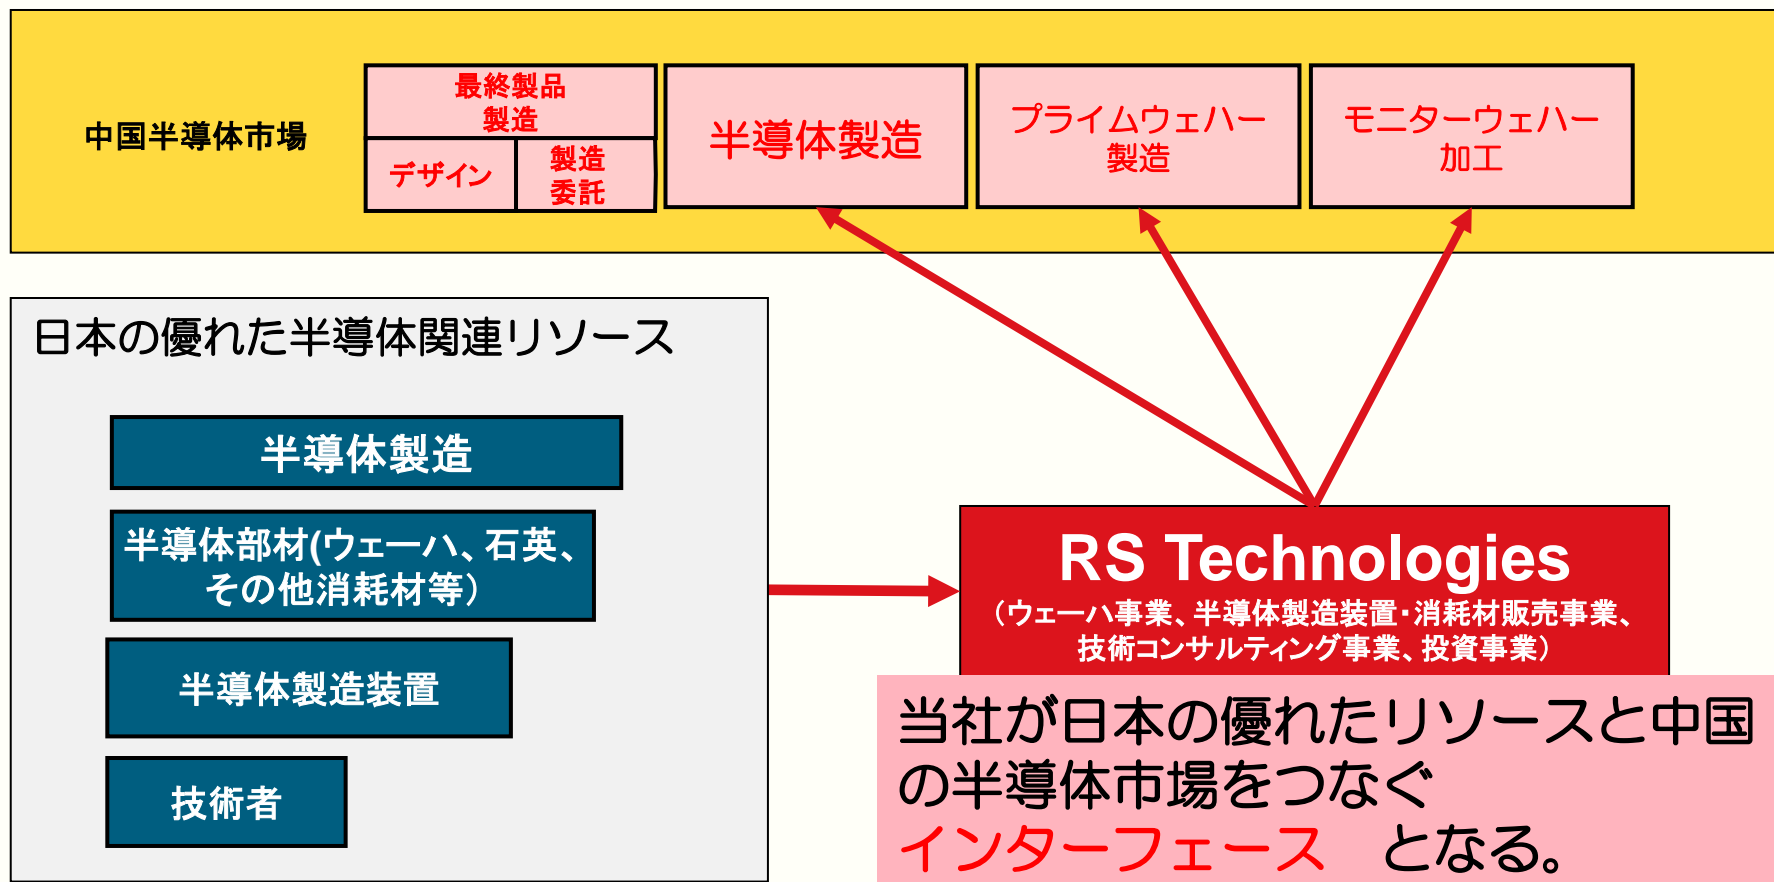 中国半導体市場
最終製品
製造
デザイン
製造
委託
半導体製造
プライムウェハー
製造
モニターウェハー
加工
日本の優れた半導体関連リソース
半導体製造
半導体部材(ウェーハ、石英、
その他消耗材等）
半導体製造装置
技術者
RS Technologies
（ウェーハ事業、半導体製造装置・消耗材販売事業、
技術コンサルティング事業、投資事業）
当社が日本の優れたリソースと中国
の半導体市場をつなぐ
インターフェース　となる。